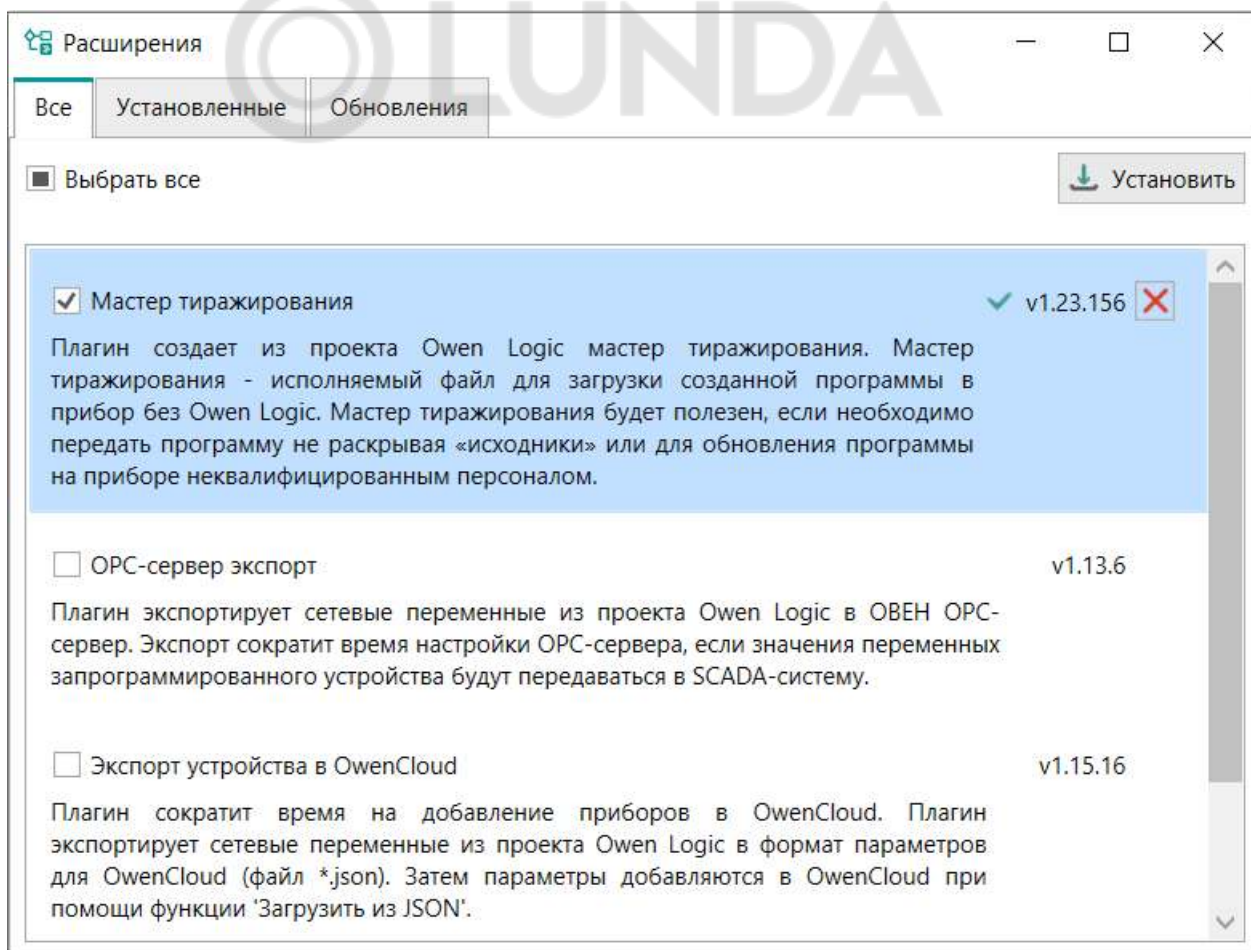 LUNDA
Расширения
Все Установленные Обновления
Выбрать все Установить
Мастер тиражирования v1.23.156
Плагин создает из проекта Owen Logic мастер тиражирования. Мастер
тиражирования - исполняемый файл для загрузки созданной программы в
прибор без Owen Logic. Мастер тиражирования будет полезен, если необходимо
передать программу не раскрывая «исходники» или для обновления программы
на приборе неквалифицированным персоналом.
OPC-сервер экспорт v1.13.6
Плагин экспортирует сетевые переменные из проекта Owen Logic в ОВЕН OPC-
сервер. Экспорт сократит время настройки OPC-сервера, если значения переменных
запрограммированного устройства будут передаваться в SCADA-систему.
Экспорт устройства в OwenCloud v1.15.16
Плагин сократит время на добавление приборов в OwenCloud. Плагин
экспортирует сетевые переменные из проекта Owen Logic в формат параметров
для OwenCloud (файл *.json). Затем параметры добавляются в OwenCloud при
помощи функции 'Загрузить из JSON'.